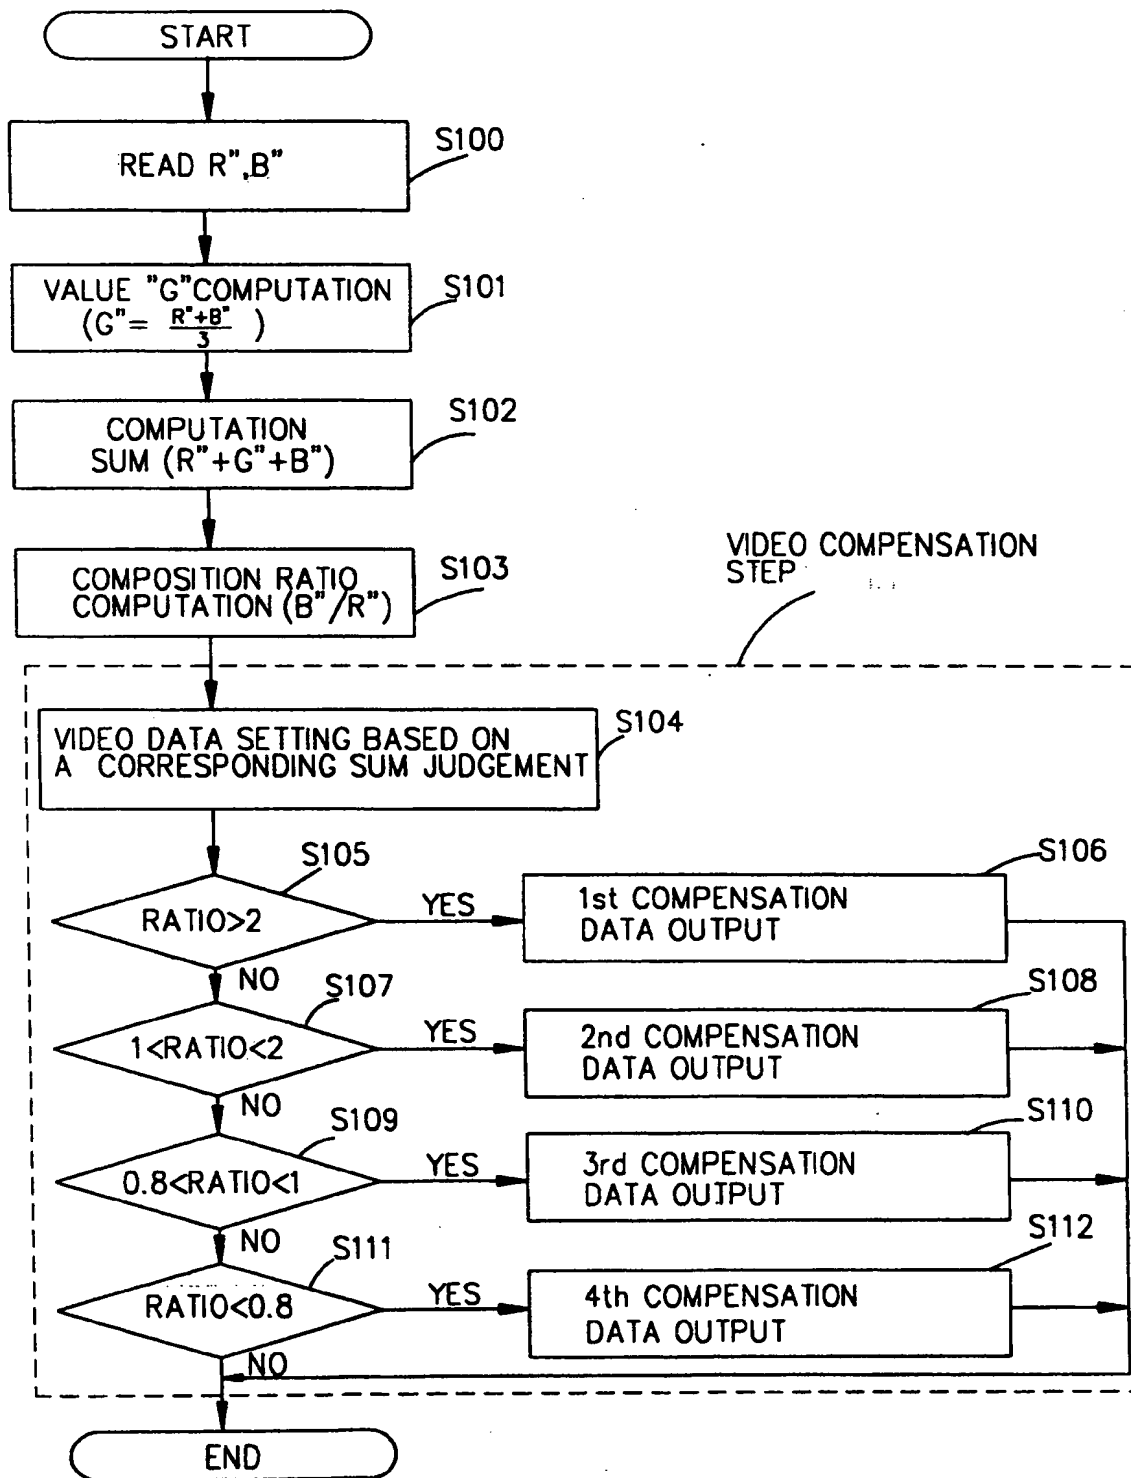 START
READ R",B"
S100
VALUE "G"COMPUTATION
(G"= R"+B"/3 )
S101
COMPUTATION
SUM (R"+G"+B")
S102
COMPOSITION RATIO
COMPUTATION (B"/R")
S103
VIDEO COMPENSATION
STEP
VIDEO DATA SETTING BASED ON
A CORRESPONDING SUM JUDGEMENT
S104
RATIO>2
S105
YES
1st COMPENSATION
DATA OUTPUT
S106
NO
1<RATIO<2
S107
YES
2nd COMPENSATION
DATA OUTPUT
S108
NO
0.8<RATIO<1
S109
YES
3rd COMPENSATION
DATA OUTPUT
S110
NO
RATIO<0.8
S111
YES
4th COMPENSATION
DATA OUTPUT
S112
NO
END